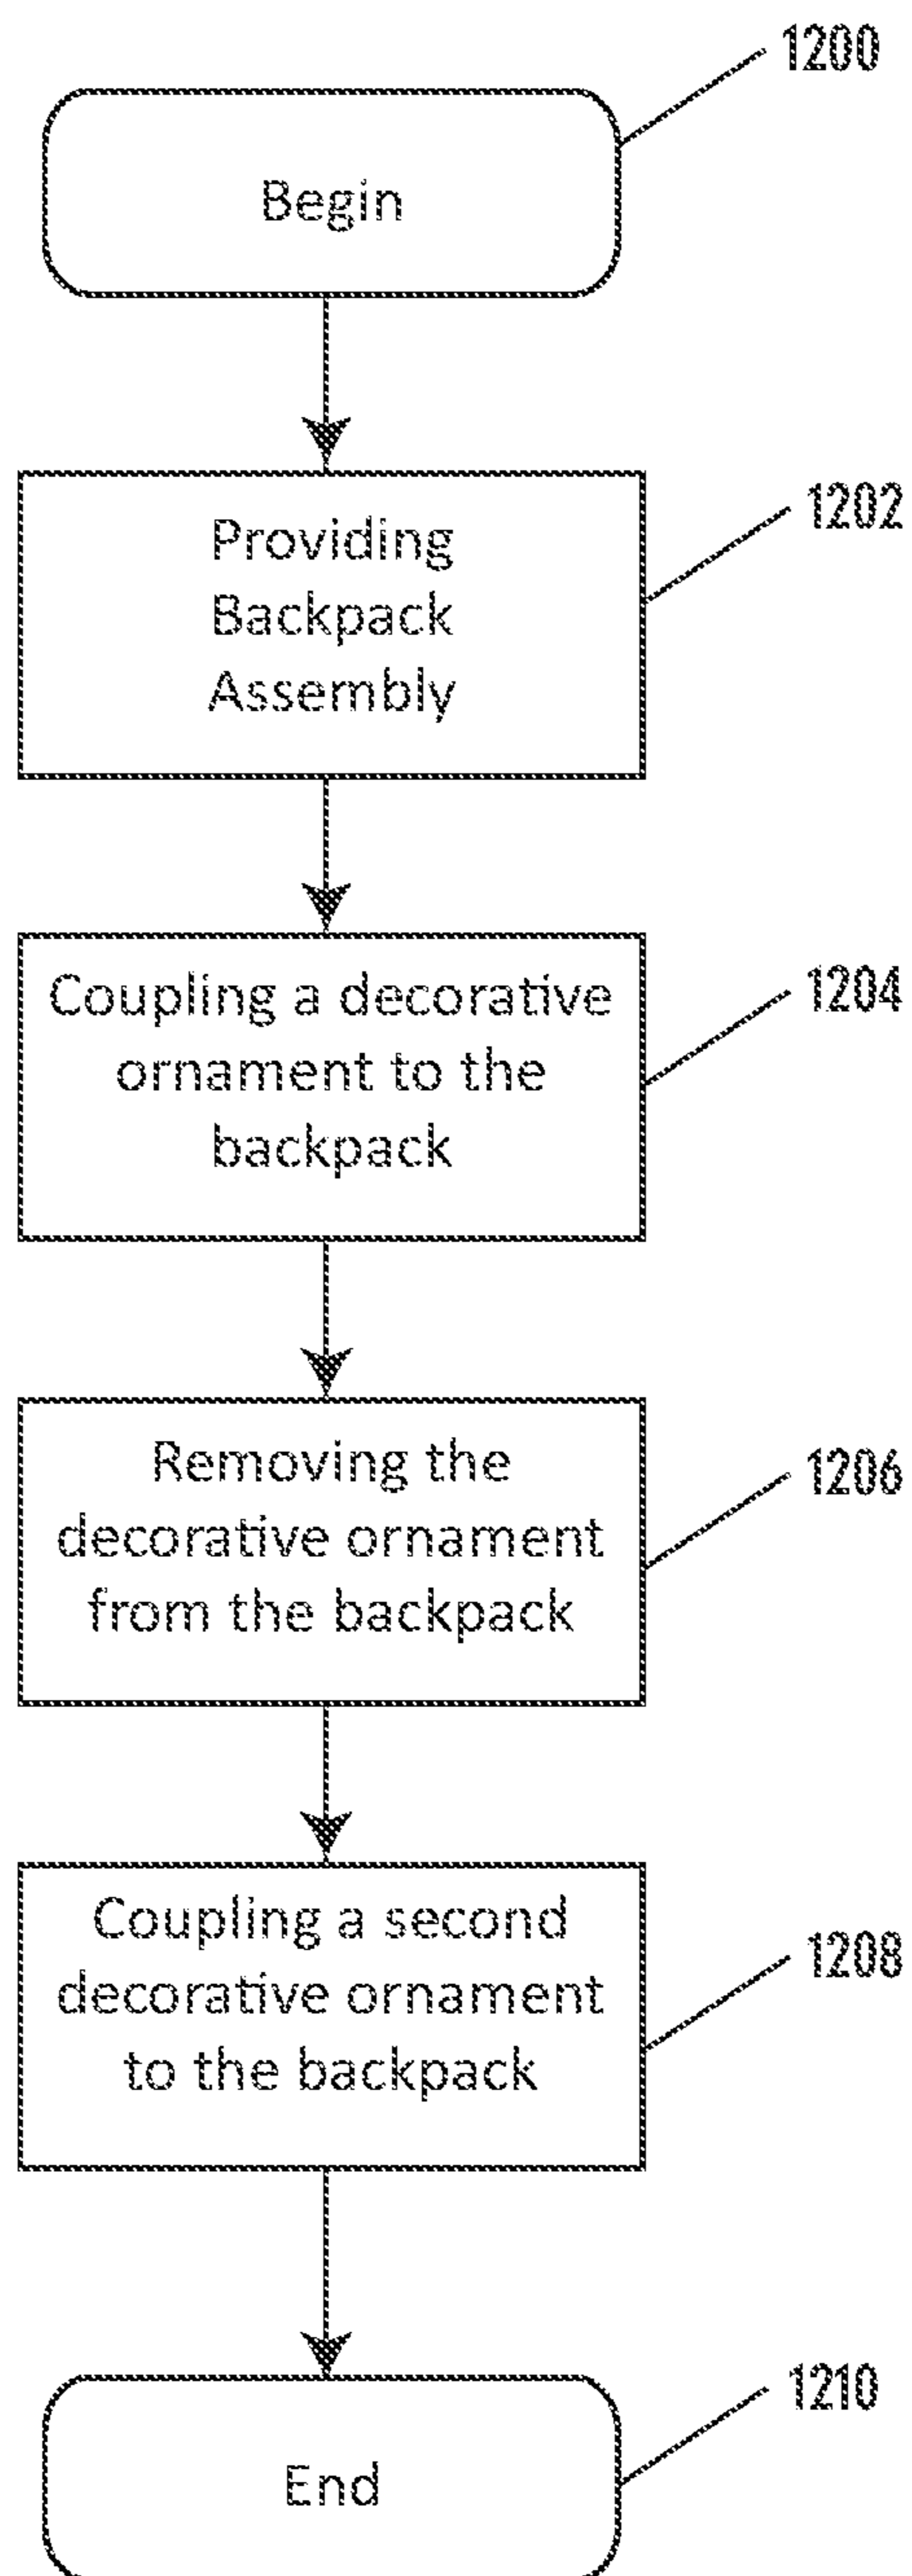 1200
Begin
1202
Providing
Backpack
Assembly
1204
Coupling a decorative
ornament to the
backpack
1206
Removing the
decorative ornament
from the backpack
1208
Coupling a second
decorative ornament
to the backpack
1210
End